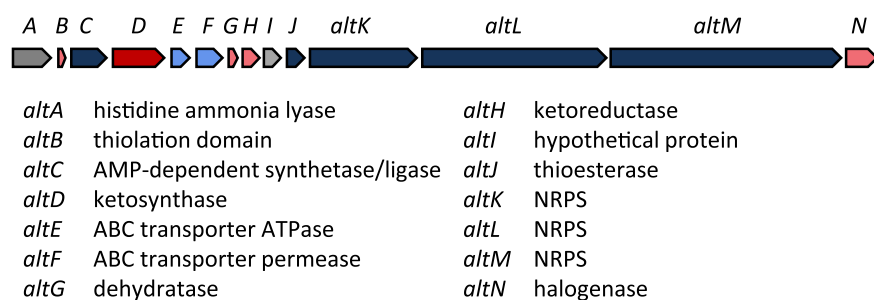 A B C D E F G H I J altK altL altM N
altA histidine ammonia lyase altH ketoreductase
altB thiolation domain altI hypothetical protein
altC AMP-dependent synthetase/ligase altJ thioesterase
altD ketosynthase altK NRPS
altE ABC transporter ATPase altL NRPS
altF ABC transporter permease altM NRPS
altG dehydratase altN halogenase